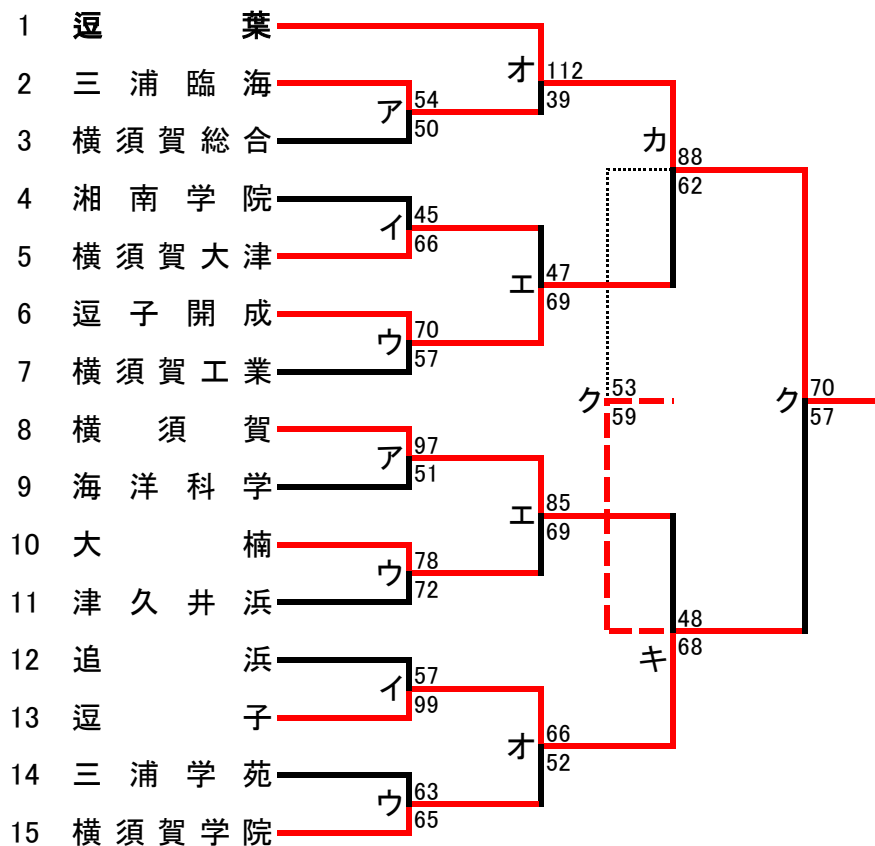 1 逗葉
2 三浦臨海
3 横須賀総合
4 湘南学院
5 横須賀大津
6 逗子開成
7 横須賀工業
8 横須賀
9 海洋科学
10 大楠
11 津久井浜
12 追浜
13 逗子
14 三浦学苑
15 横須賀学院
ア 54
50
イ 45
66
ウ 70
57
ア 97
51
ウ 78
72
イ 57
99
ウ 63
65
オ 112
39
エ 47
69
エ 85
69
オ 66
52
カ 88
62
ク 53
59
キ 48
68
ク 70
57